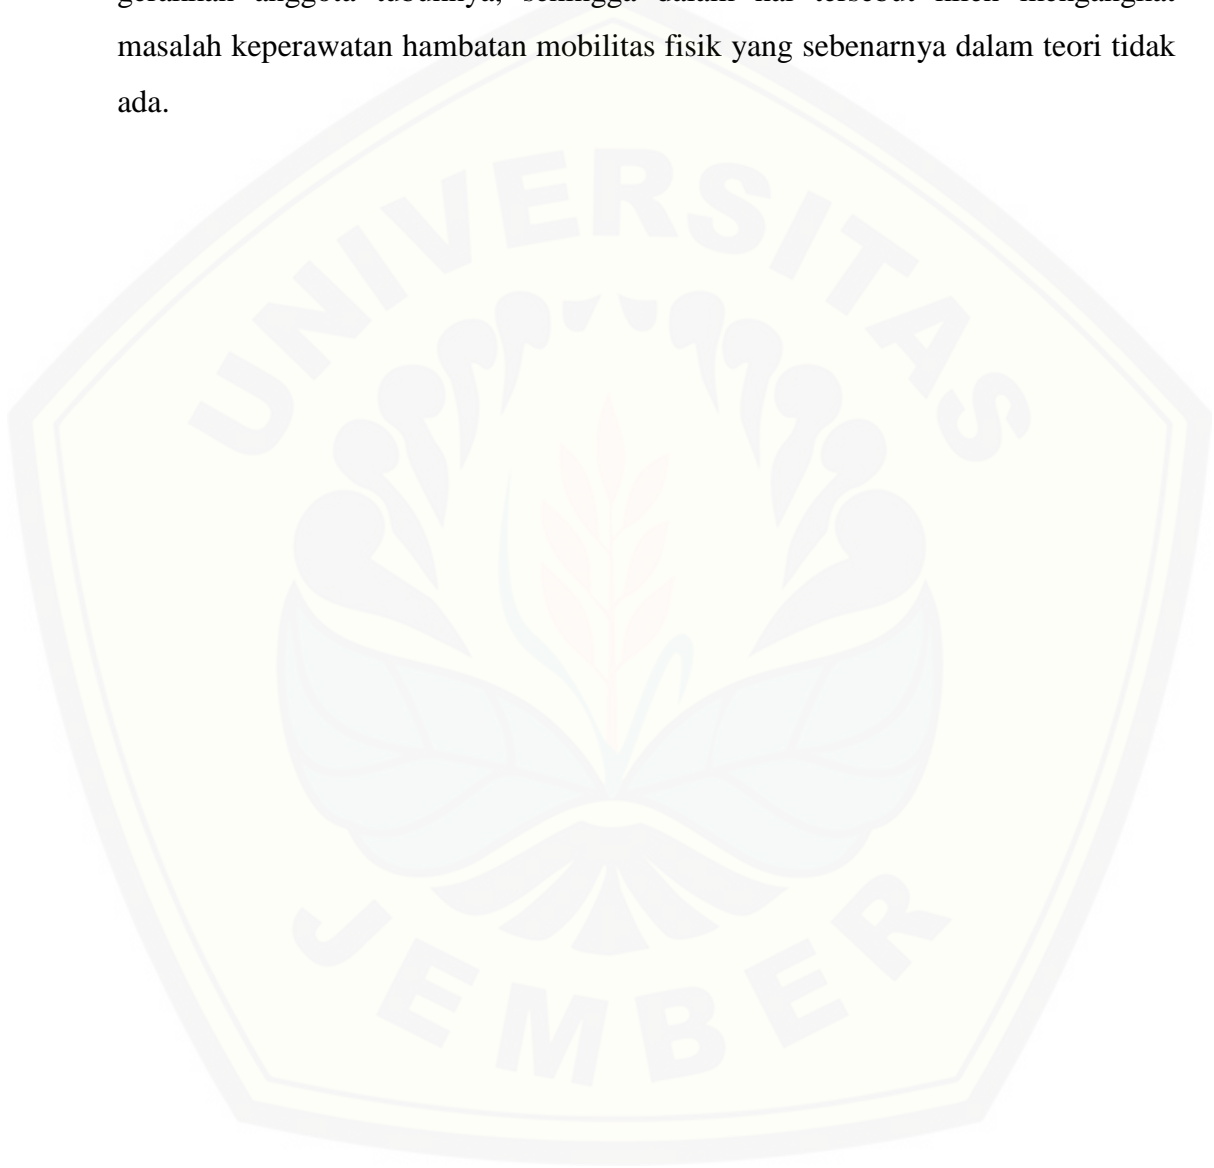 masalah keperawatan hambatan mobilitas fisik yang sebenarnya dalam teori tidak
ada.
UNIVERSITAS
JEMBER